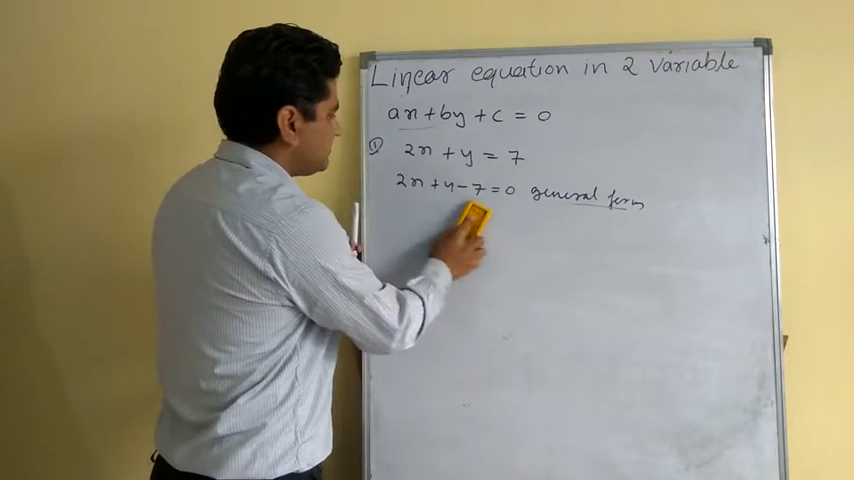 Linear equation in 2 variable
ax + by + c = 0
① 2x + y = 7
2x + y - 7 = 0 general form